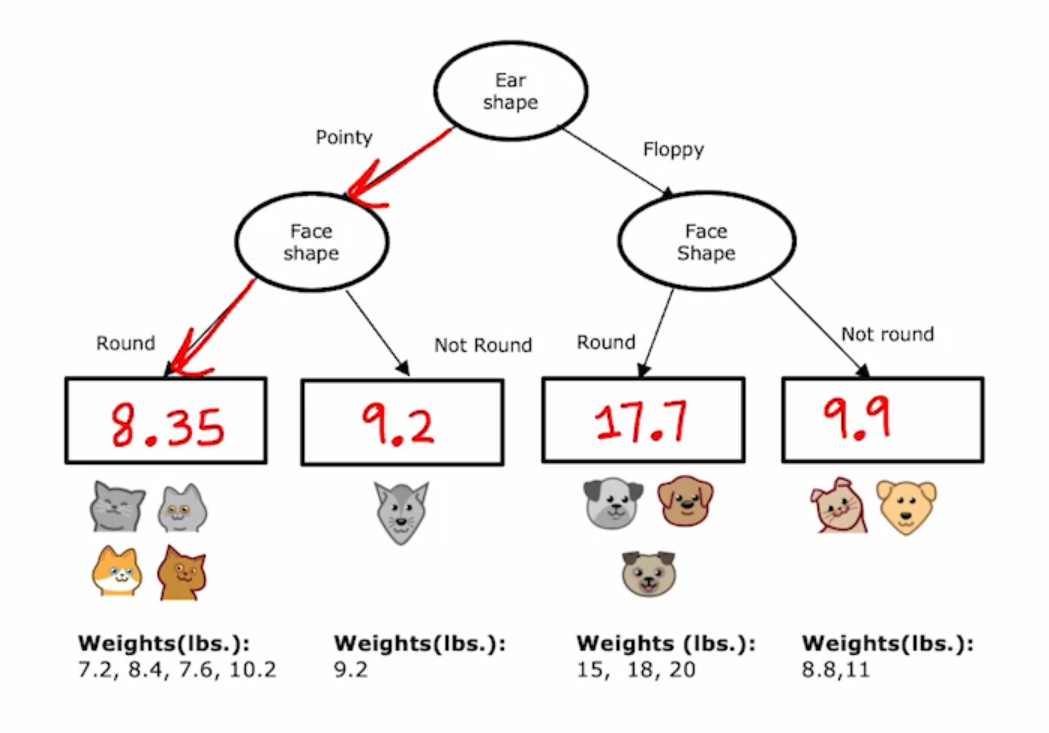 Ear
shape
Pointy
Floppy
Face
shape
Face
Shape
Round
Not Round
Round
Not round
8.35
9.2
17.7
9.9
Weights(lbs.):
7.2, 8.4, 7.6, 10.2
Weights(lbs.):
9.2
Weights (lbs.):
15, 18, 20
Weights(lbs.):
8.8,11